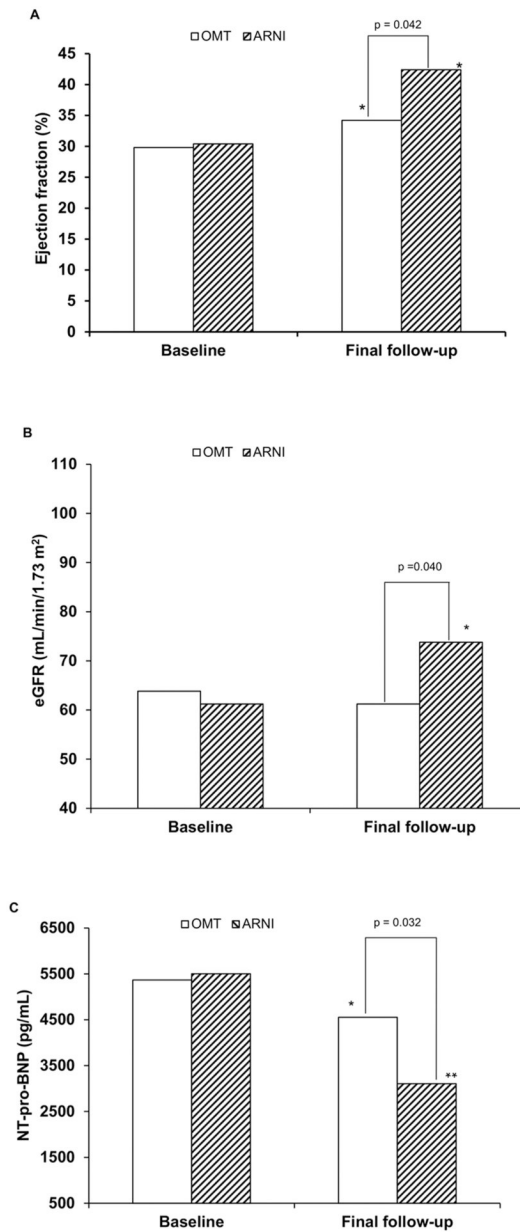 A
OMT ARNI
p = 0.042
Ejection fraction (%)
50
45
40
35
30
25
20
15
10
5
0
*
*
Baseline Final follow-up
B
OMT ARNI
p =0.040
eGFR (mL/min/1.73 m²)
110
100
90
80
70
60
50
40
*
Baseline Final follow-up
C
OMT ARNI
p = 0.032
NT-pro-BNP (pg/mL)
6500
5500
4500
3500
2500
1500
500
*
**
Baseline Final follow-up